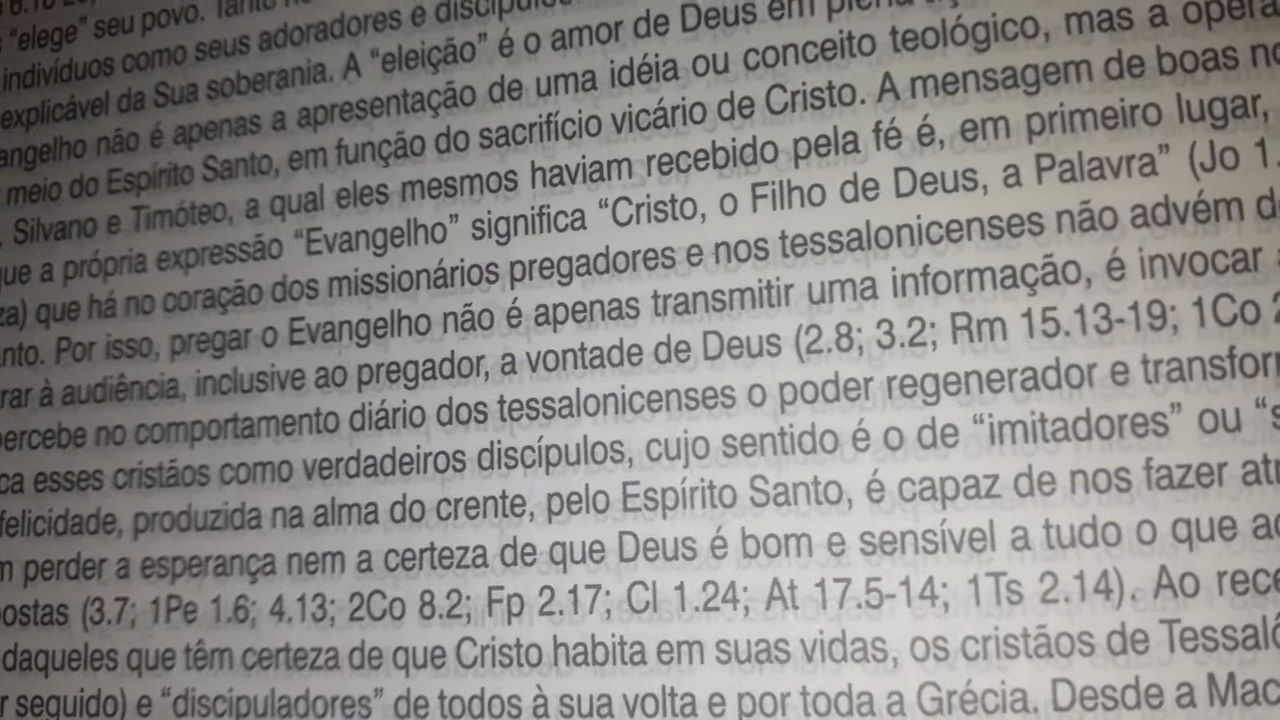 "elege" seu povo.
indivíduos como seus adoradores e
explicável da Sua soberania. A "eleição" é o amor de Deus em
não é apenas a apresentação de uma idéia ou conceito teológico, mas a
meio do Espírito Santo, em função do sacrifício vicário de Cristo. A mensagem de boas
Silvano e Timóteo, a qual eles mesmos haviam recebido pela fé é, em primeiro lugar,
a própria expressão "Evangelho" significa "Cristo, o Filho de Deus, a Palavra" (Jo 1.
que há no coração dos missionários pregadores e nos tessalonicenses não advém
Por isso, pregar o Evangelho não é apenas transmitir uma informação, é invocar
à audiência, inclusive ao pregador, a vontade de Deus (2.8; 3.2; Rm 15.13-19; 1Co
no comportamento diário dos tessalonicenses o poder regenerador e
esses cristãos como verdadeiros discípulos, cujo sentido é o de "imitadores" ou
felicidade, produzida na alma do crente, pelo Espírito Santo, é capaz de nos fazer
perder a esperança nem a certeza de que Deus é bom e sensível a tudo o que
(3.7; 1Pe 1.6; 4.13; 2Co 8.2; Fp 2.17; Cl 1.24; At 17.5-14; 1Ts 2.14). Ao
daqueles que têm certeza de que Cristo habita em suas vidas, os cristãos de
seguido) e "discipuladores" de todos à sua volta e por toda a Grécia. Desde a